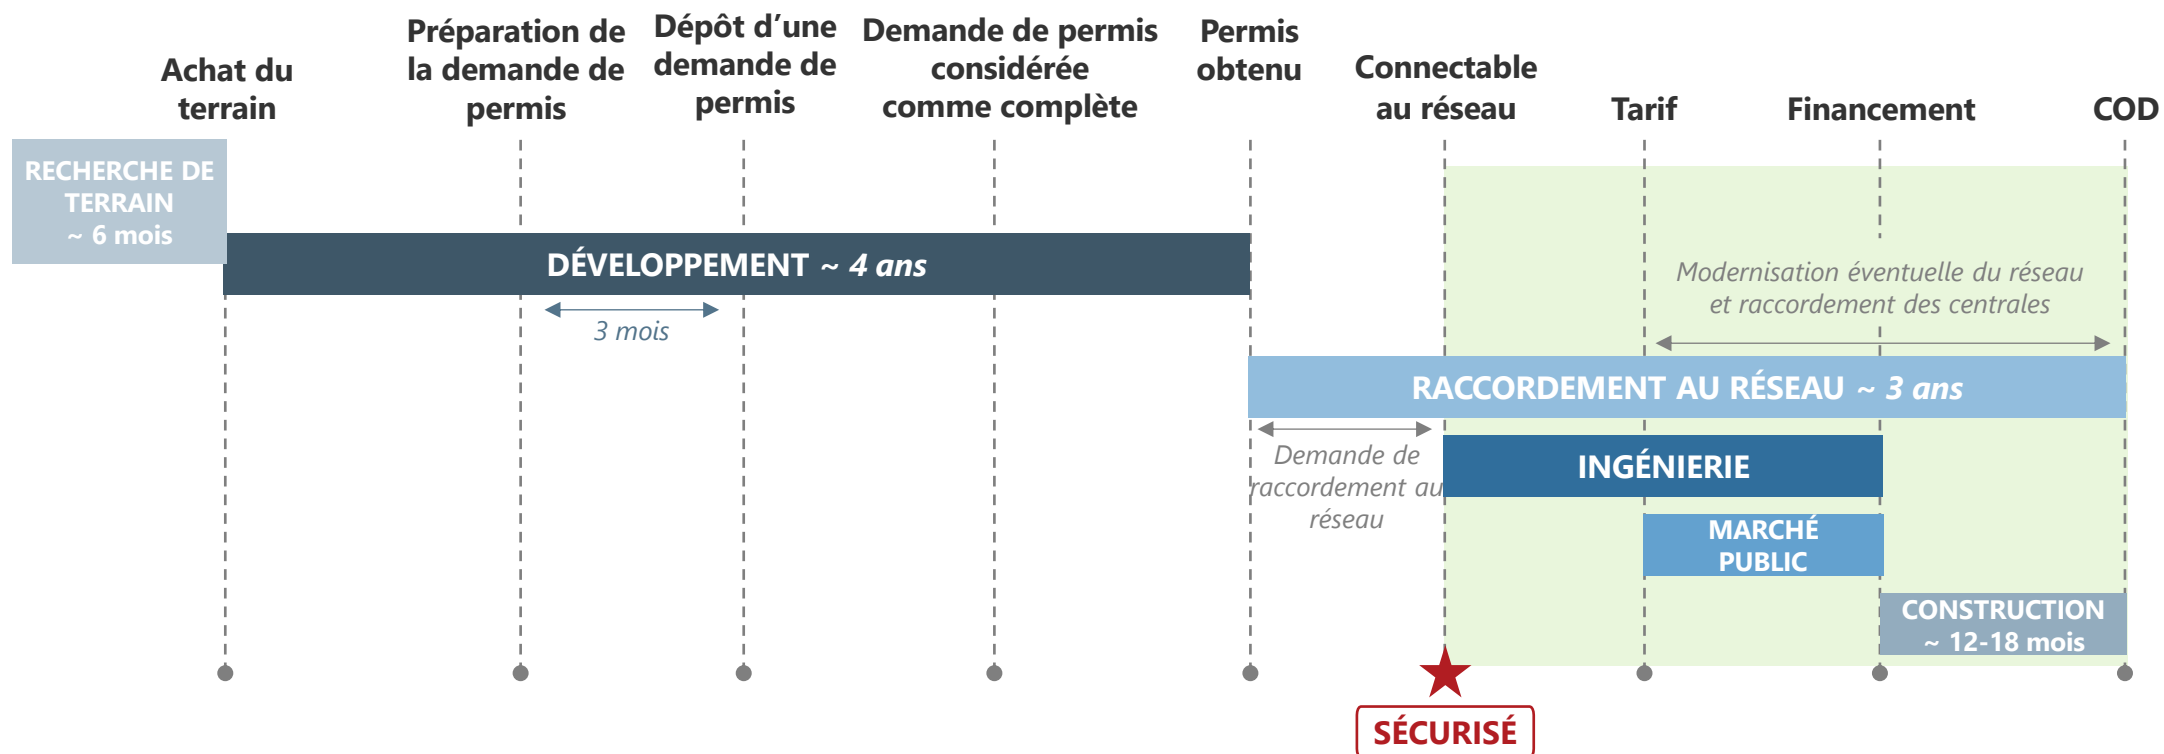 Achat du
terrain
Préparation de
la demande de
permis
Dépôt d’une
demande de
permis
Demande de permis
considérée
comme complète
Permis
obtenu
Connectable
au réseau
Tarif
Financement
COD
RECHERCHE DE
TERRAIN
~ 6 mois
DÉVELOPPEMENT ~ 4 ans
3 mois
Modernisation éventuelle du réseau
et raccordement des centrales
RACCORDEMENT AU RÉSEAU ~ 3 ans
Demande de
raccordement au
réseau
INGÉNIERIE
MARCHÉ
PUBLIC
CONSTRUCTION
~ 12-18 mois
SÉCURISÉ